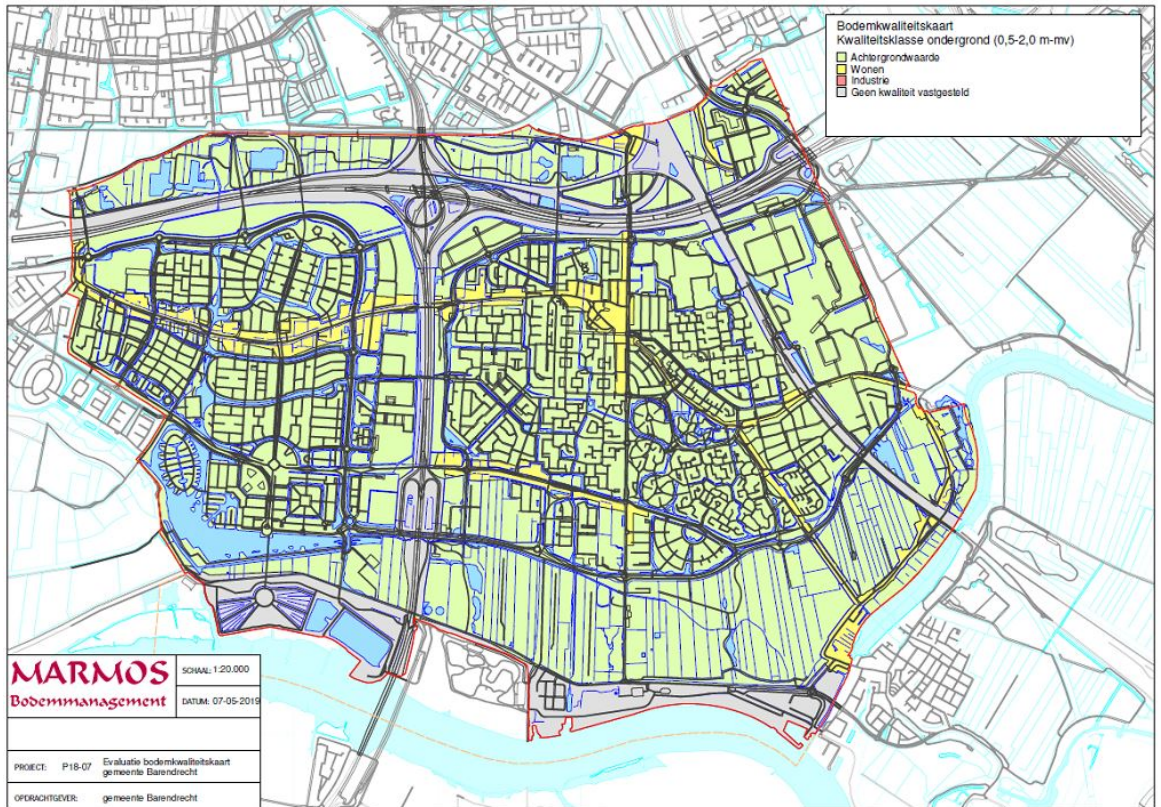 Bodemkwaliteitskaart
Kwaliteitsklasse ondergrond (0,5-2,0 m-mv)
Achtergrondwaarde
Wonen
Industrie
Geen kwaliteit vastgesteld
MARMOS
Bodemmanagement
SCHAAL: 1:20.000
DATUM: 07-05-2019
PROJECT: P18-07 Evaluatie bodemkwaliteitskaart
gemeente Barendrecht
OPDRACHTGEVER: gemeente Barendrecht